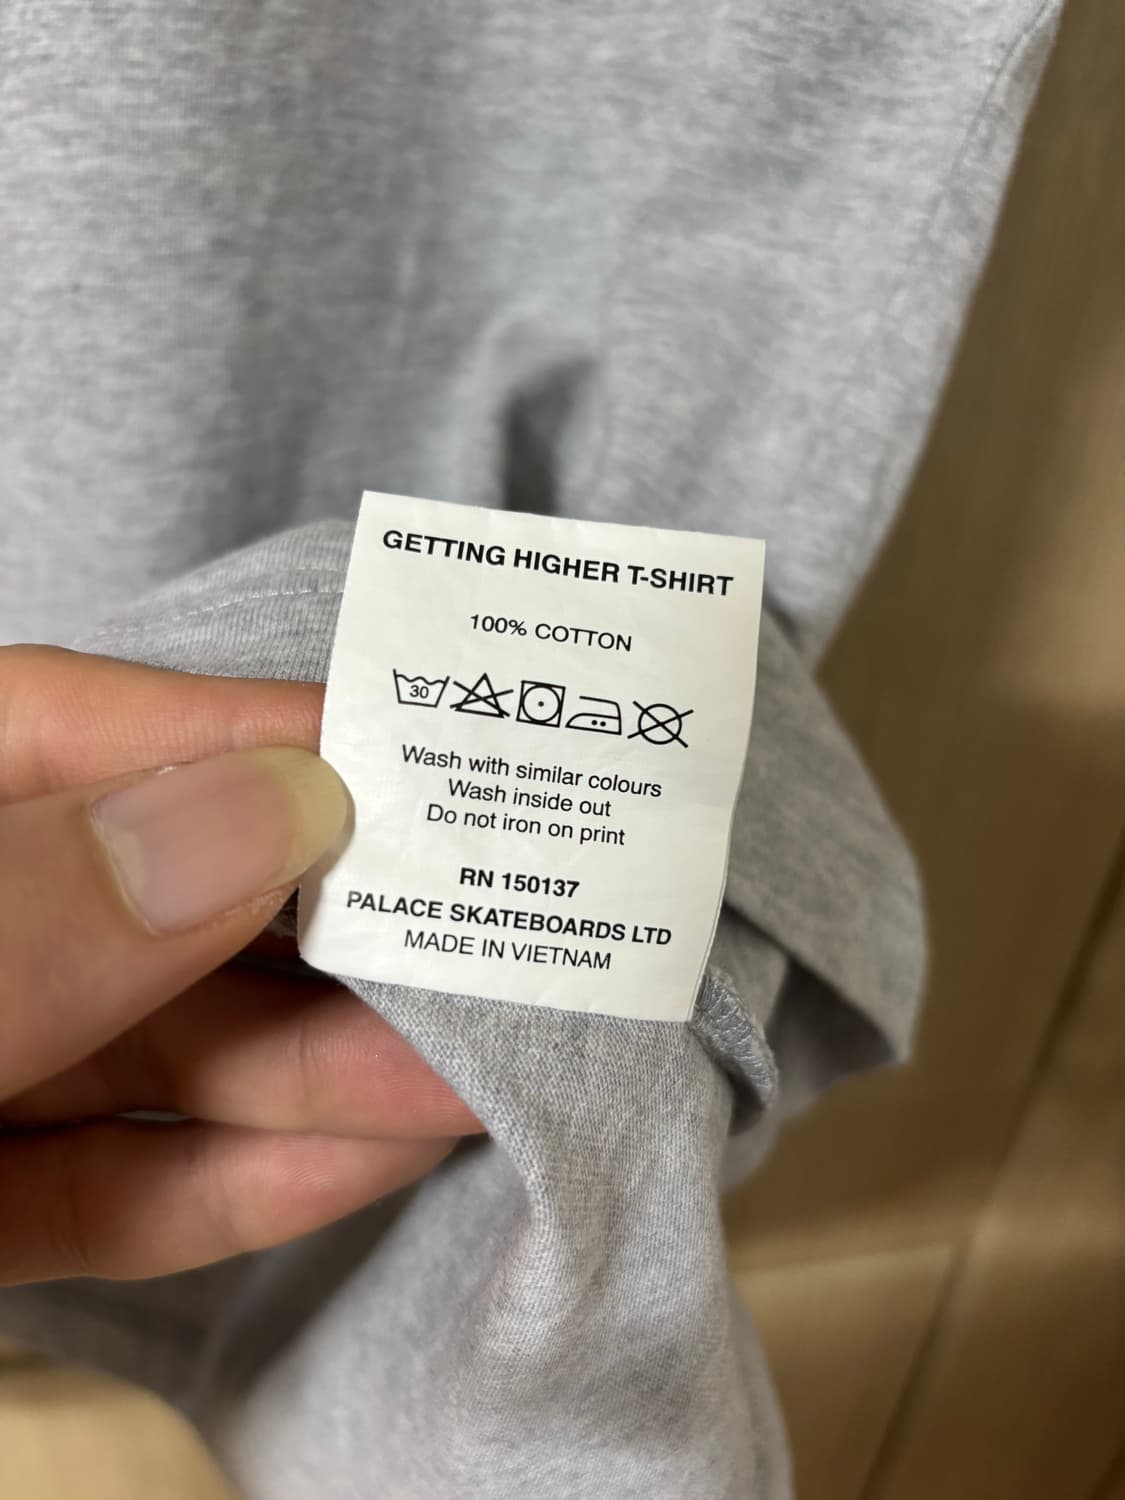 GETTING HIGHER T-SHIRT
100% COTTON
30
Wash with similar colours
Wash inside out
Do not iron on print
RN 150137
PALACE SKATEBOARDS LTD
MADE IN VIETNAM